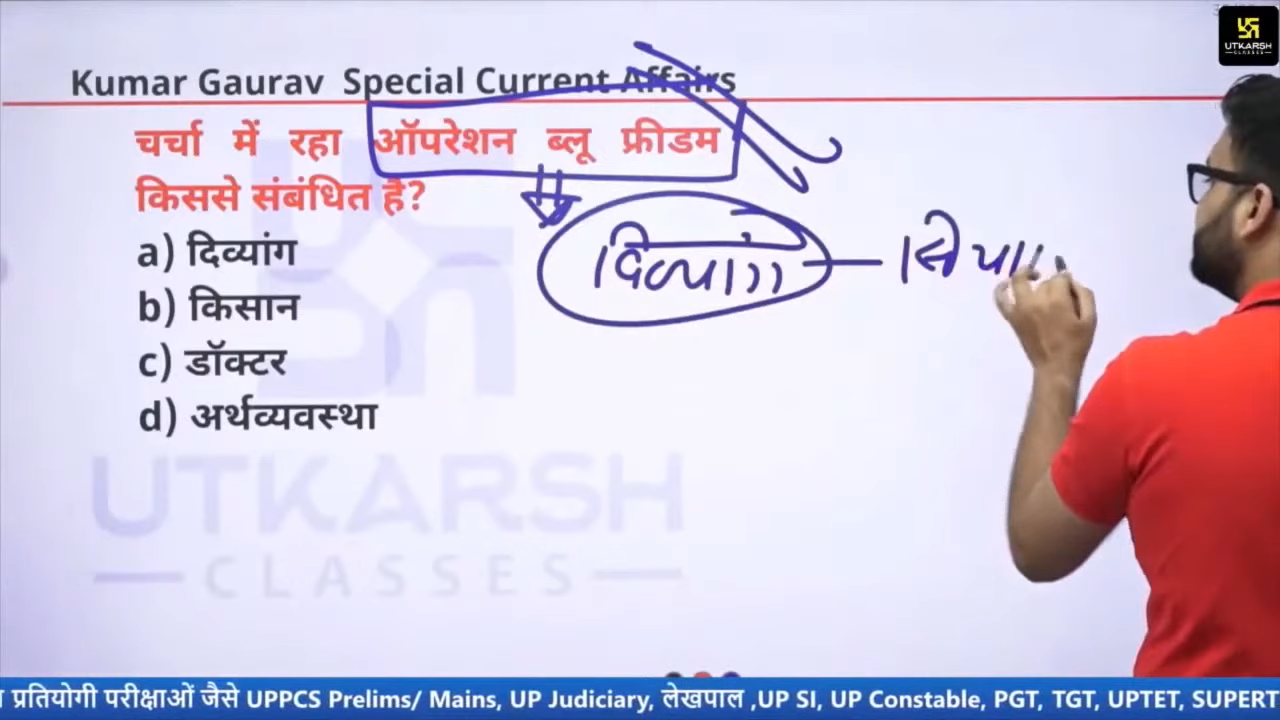 UTKARSH
CLASSES
Kumar Gaurav Special Current Affairs
चर्चा में रहा ऑपरेशन ब्लू फ्रीडम
किससे संबंधित है?
दिव्यांग
a) दिव्यांग
b) किसान
c) डॉक्टर
d) अर्थव्यवस्था
UTKARSH
CLASSES
प्रतियोगी परीक्षाओं जैसे UPPCS Prelims/ Mains, UP Judiciary, लेखपाल ,UP SI, UP Constable, PGT, TGT, UPTET, SUPERT